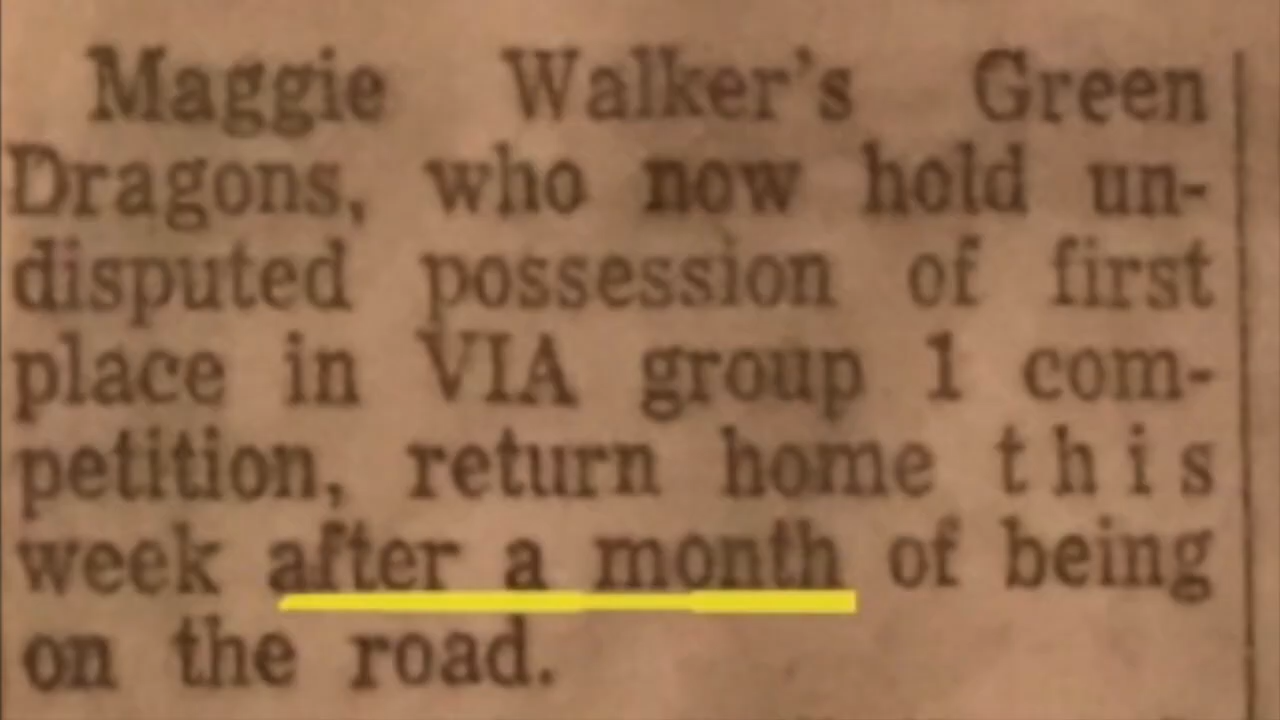 Maggie Walker's Green
Dragons, who now hold un-
disputed possession of first
place in VIA group 1 com-
petition, return home this
week after a month of being
on the road.